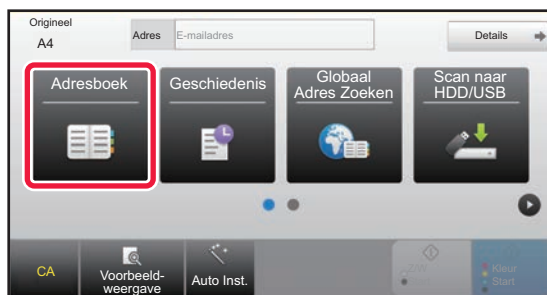 Origineel
A4
Adres
E-mailadres
Details
Adresboek
Geschiedenis
Globaal
Adres Zoeken
Scan naar
HDD/USB
CA
Voorbeeld-
weergave
Auto Inst.
Z/W
Start
Kleur
Start